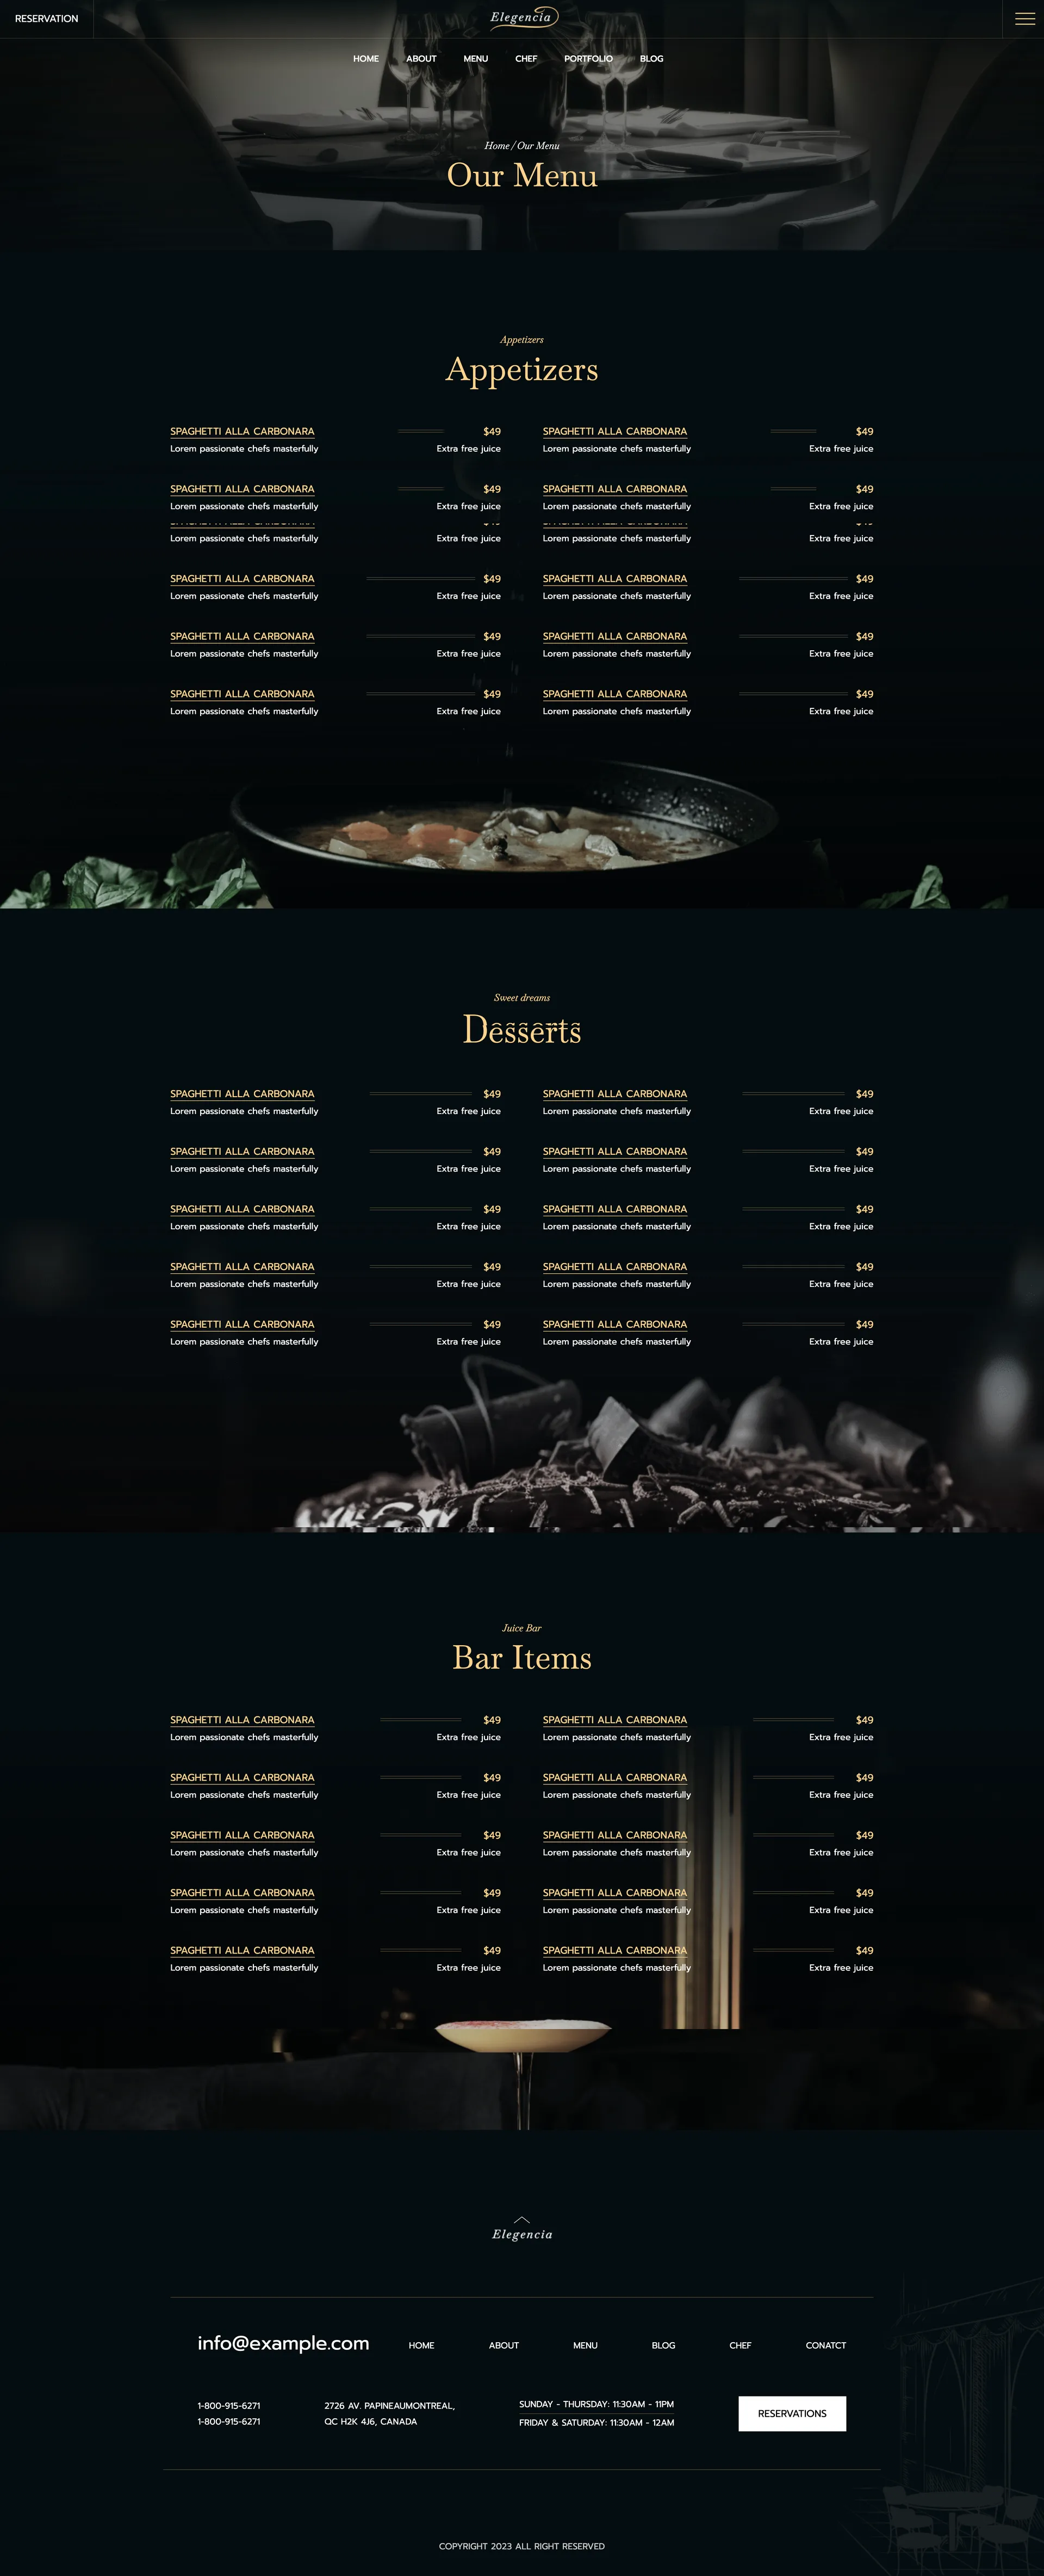 RESERVATION
Elegencia
HOME ABOUT MENU CHEF PORTFOLIO BLOG
Home / Our Menu
Our Menu
Appetizers
Appetizers
SPAGHETTI ALLA CARBONARA $49 SPAGHETTI ALLA CARBONARA $49
Lorem passionate chefs masterfully Extra free juice Lorem passionate chefs masterfully Extra free juice
SPAGHETTI ALLA CARBONARA $49 SPAGHETTI ALLA CARBONARA $49
Lorem passionate chefs masterfully Extra free juice Lorem passionate chefs masterfully Extra free juice
Lorem passionate chefs masterfully Extra free juice Lorem passionate chefs masterfully Extra free juice
SPAGHETTI ALLA CARBONARA $49 SPAGHETTI ALLA CARBONARA $49
Lorem passionate chefs masterfully Extra free juice Lorem passionate chefs masterfully Extra free juice
SPAGHETTI ALLA CARBONARA $49 SPAGHETTI ALLA CARBONARA $49
Lorem passionate chefs masterfully Extra free juice Lorem passionate chefs masterfully Extra free juice
SPAGHETTI ALLA CARBONARA $49 SPAGHETTI ALLA CARBONARA $49
Lorem passionate chefs masterfully Extra free juice Lorem passionate chefs masterfully Extra free juice
Sweet dreams
Desserts
SPAGHETTI ALLA CARBONARA $49 SPAGHETTI ALLA CARBONARA $49
Lorem passionate chefs masterfully Extra free juice Lorem passionate chefs masterfully Extra free juice
SPAGHETTI ALLA CARBONARA $49 SPAGHETTI ALLA CARBONARA $49
Lorem passionate chefs masterfully Extra free juice Lorem passionate chefs masterfully Extra free juice
SPAGHETTI ALLA CARBONARA $49 SPAGHETTI ALLA CARBONARA $49
Lorem passionate chefs masterfully Extra free juice Lorem passionate chefs masterfully Extra free juice
SPAGHETTI ALLA CARBONARA $49 SPAGHETTI ALLA CARBONARA $49
Lorem passionate chefs masterfully Extra free juice Lorem passionate chefs masterfully Extra free juice
SPAGHETTI ALLA CARBONARA $49 SPAGHETTI ALLA CARBONARA $49
Lorem passionate chefs masterfully Extra free juice Lorem passionate chefs masterfully Extra free juice
Juice Bar
Bar Items
SPAGHETTI ALLA CARBONARA $49 SPAGHETTI ALLA CARBONARA $49
Lorem passionate chefs masterfully Extra free juice Lorem passionate chefs masterfully Extra free juice
SPAGHETTI ALLA CARBONARA $49 SPAGHETTI ALLA CARBONARA $49
Lorem passionate chefs masterfully Extra free juice Lorem passionate chefs masterfully Extra free juice
SPAGHETTI ALLA CARBONARA $49 SPAGHETTI ALLA CARBONARA $49
Lorem passionate chefs masterfully Extra free juice Lorem passionate chefs masterfully Extra free juice
SPAGHETTI ALLA CARBONARA $49 SPAGHETTI ALLA CARBONARA $49
Lorem passionate chefs masterfully Extra free juice Lorem passionate chefs masterfully Extra free juice
SPAGHETTI ALLA CARBONARA $49 SPAGHETTI ALLA CARBONARA $49
Lorem passionate chefs masterfully Extra free juice Lorem passionate chefs masterfully Extra free juice
Elegencia
info@example.com HOME ABOUT MENU BLOG CHEF CONATCT
1-800-915-6271
1-800-915-6271
2726 AV. PAPINEAUMONTREAL,
QC H2K 4J6, CANADA
SUNDAY - THURSDAY: 11:30AM - 11PM
FRIDAY & SATURDAY: 11:30AM - 12AM
RESERVATIONS
COPYRIGHT 2023 ALL RIGHT RESERVED